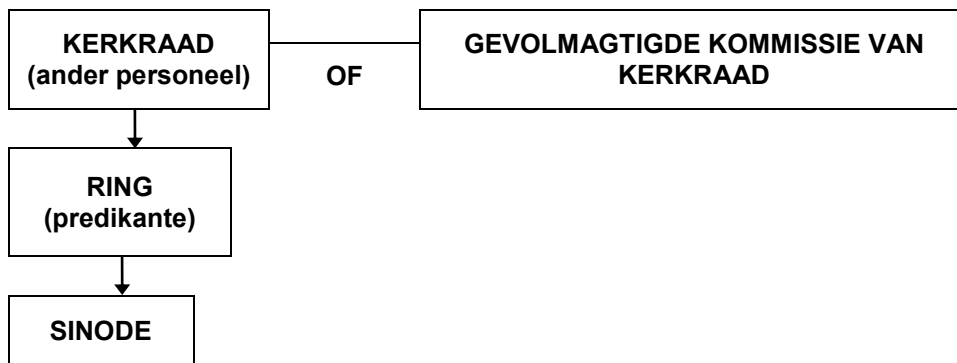 KERKRAAD
(ander personeel)
OF
GEVOLMAGTIGDE KOMMISSIE VAN
KERKRAAD
RING
(predikante)
SINODE